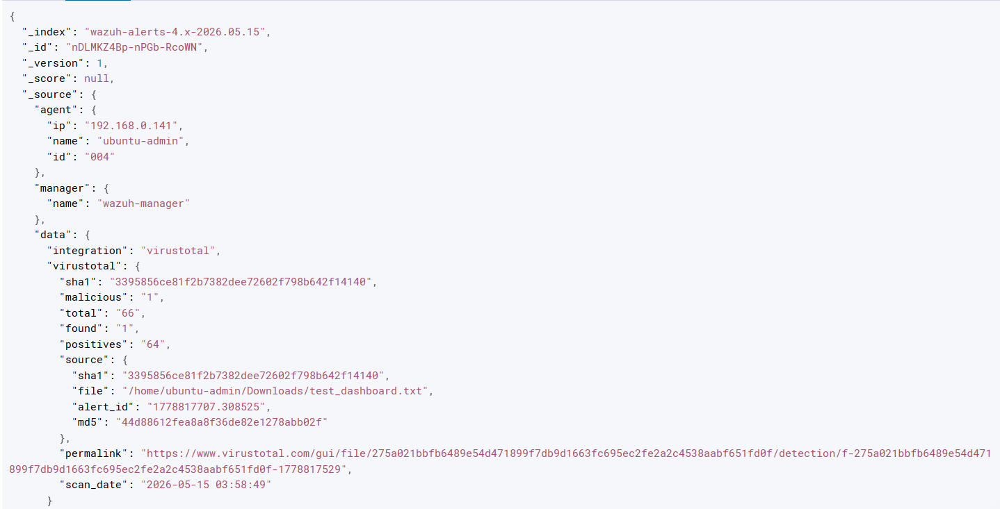 {
"_index": "wazuh-alerts-4.x-2026.05.15",
"_id": "nDLMKZ4Bp-nPGb-RcoWN",
"_version": 1,
"_score": null,
"_source": {
"agent": {
"ip": "192.168.0.141",
"name": "ubuntu-admin",
"id": "004"
},
"manager": {
"name": "wazuh-manager"
},
"data": {
"integration": "virustotal",
"virustotal": {
"sha1": "3395856ce81f2b7382dee72602f798b642f14140",
"malicious": "1",
"total": "66",
"found": "1",
"positives": "64",
"source": {
"sha1": "3395856ce81f2b7382dee72602f798b642f14140",
"file": "/home/ubuntu-admin/Downloads/test_dashboard.txt",
"alert_id": "1778817707.308525",
"md5": "44d88612fea8a8f36de82e1278abb02f"
},
"permalink": "https://www.virustotal.com/gui/file/275a021bbfb6489e54d471899f7db9d1663fc695ec2fe2a2c4538aabf651fd0f/detection/f-275a021bbfb6489e54d471
899f7db9d1663fc695ec2fe2a2c4538aabf651fd0f-1778817529",
"scan_date": "2026-05-15 03:58:49"
}